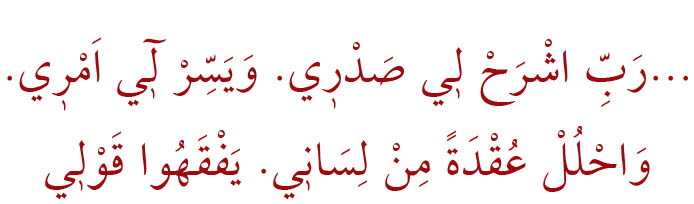 ...رَبِّ اشْرَحْ لٖي صَدْرٖي. وَيَسِّرْ لٖٓي اَمْرٖي.
وَاحْلُلْ عُقْدَةً مِنْ لِسَانٖي. يَفْقَهُوا قَوْلٖي